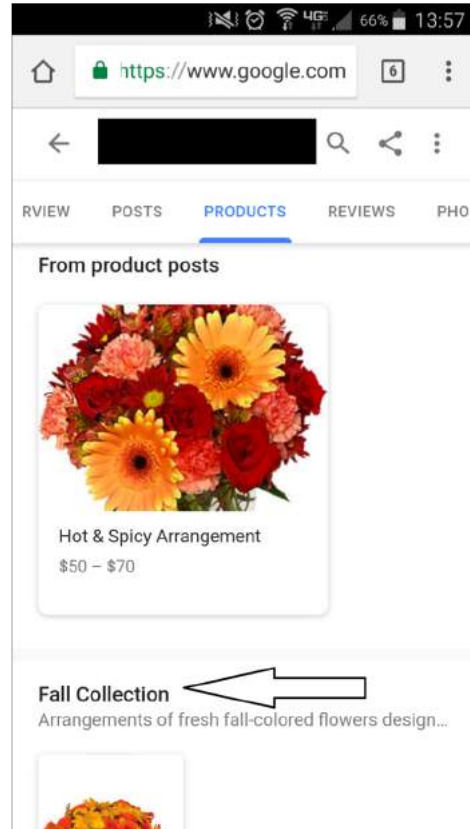 4G 66% 13:57
https://www.google.com 6
RVIEW POSTS PRODUCTS REVIEWS PHO
From product posts
Hot & Spicy Arrangement
$50 – $70
Fall Collection
Arrangements of fresh fall-colored flowers design...